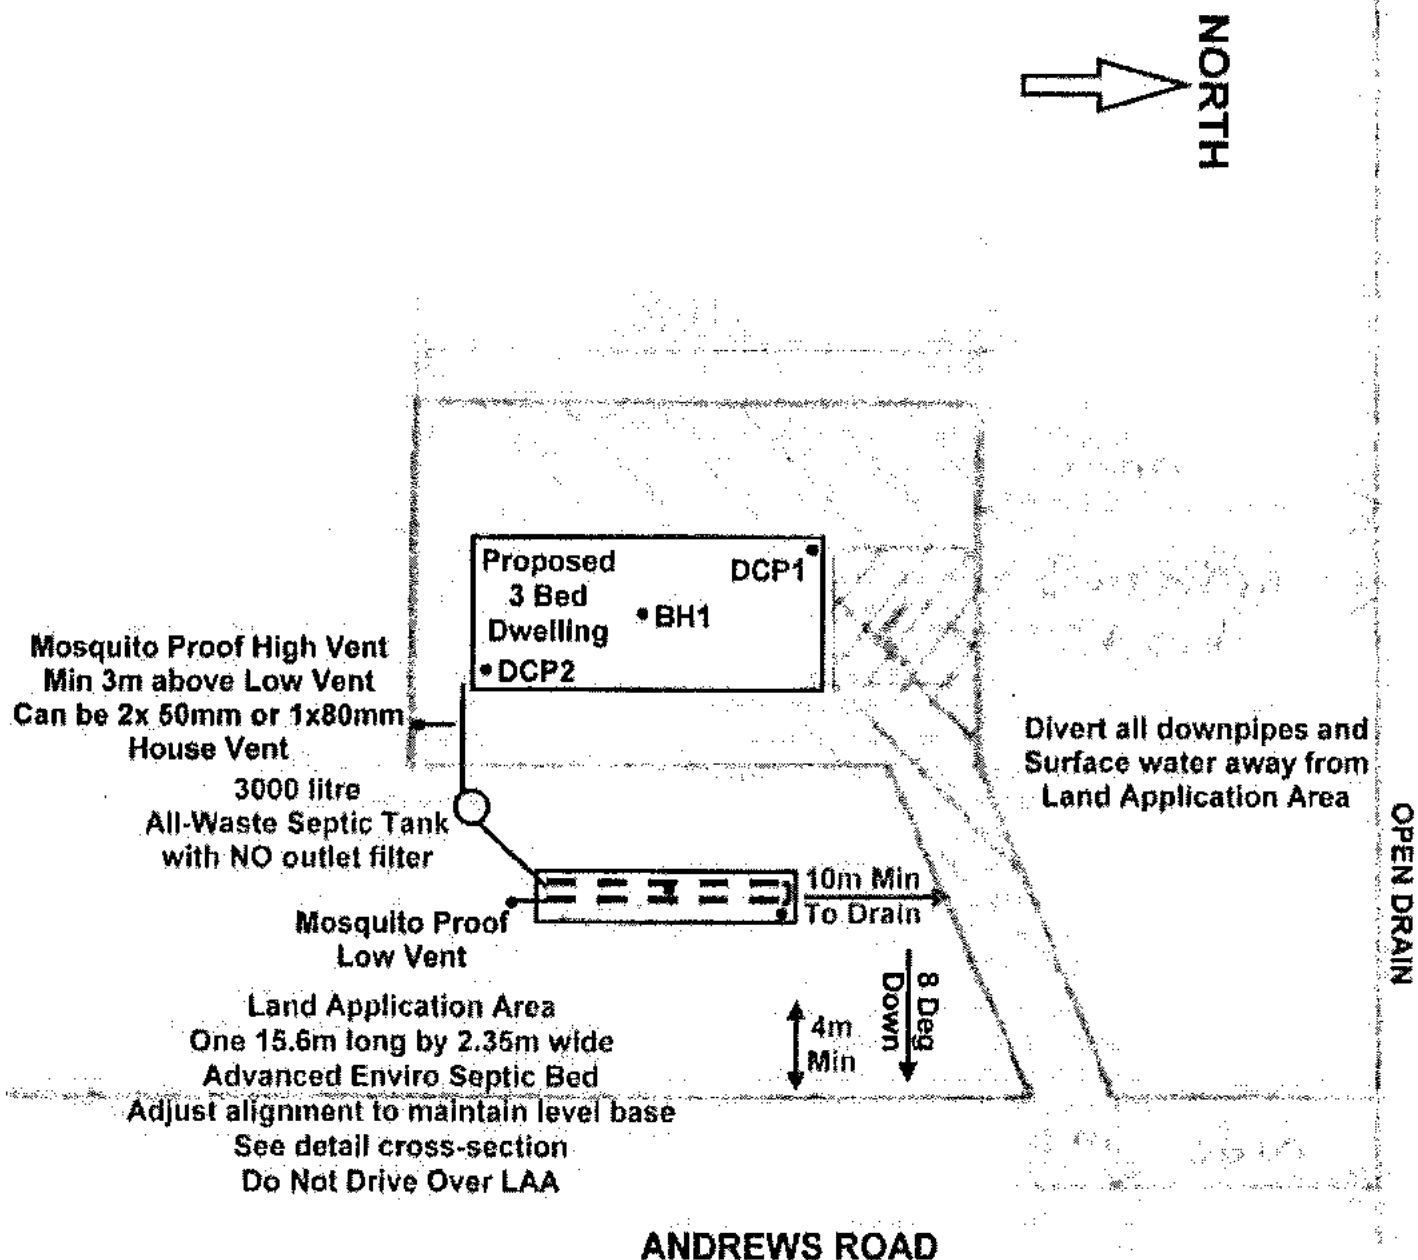 NORTH
Proposed
3 Bed
Dwelling
DCP1
BH1
DCP2
Mosquito Proof High Vent
Min 3m above Low Vent
Can be 2x 50mm or 1x80mm
House Vent
3000 litre
All-Waste Septic Tank
with NO outlet filter
Divert all downpipes and
Surface water away from
Land Application Area
OPEN DRAIN
10m Min
To Drain
Mosquito Proof
Low Vent
8 Deg
Down
4m
Min
Land Application Area
One 15.6m long by 2.35m wide
Advanced Enviro Septic Bed
Adjust alignment to maintain level base
See detail cross-section
Do Not Drive Over LAA
ANDREWS ROAD